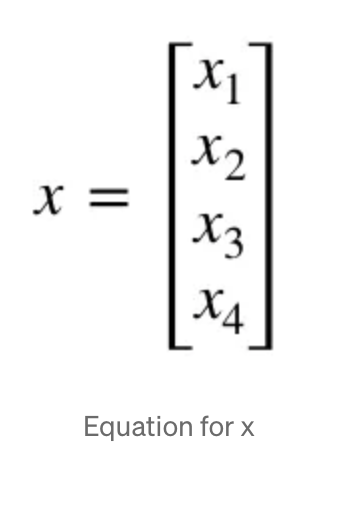 x = [x₁
x₂
x₃
x₄]
Equation for x